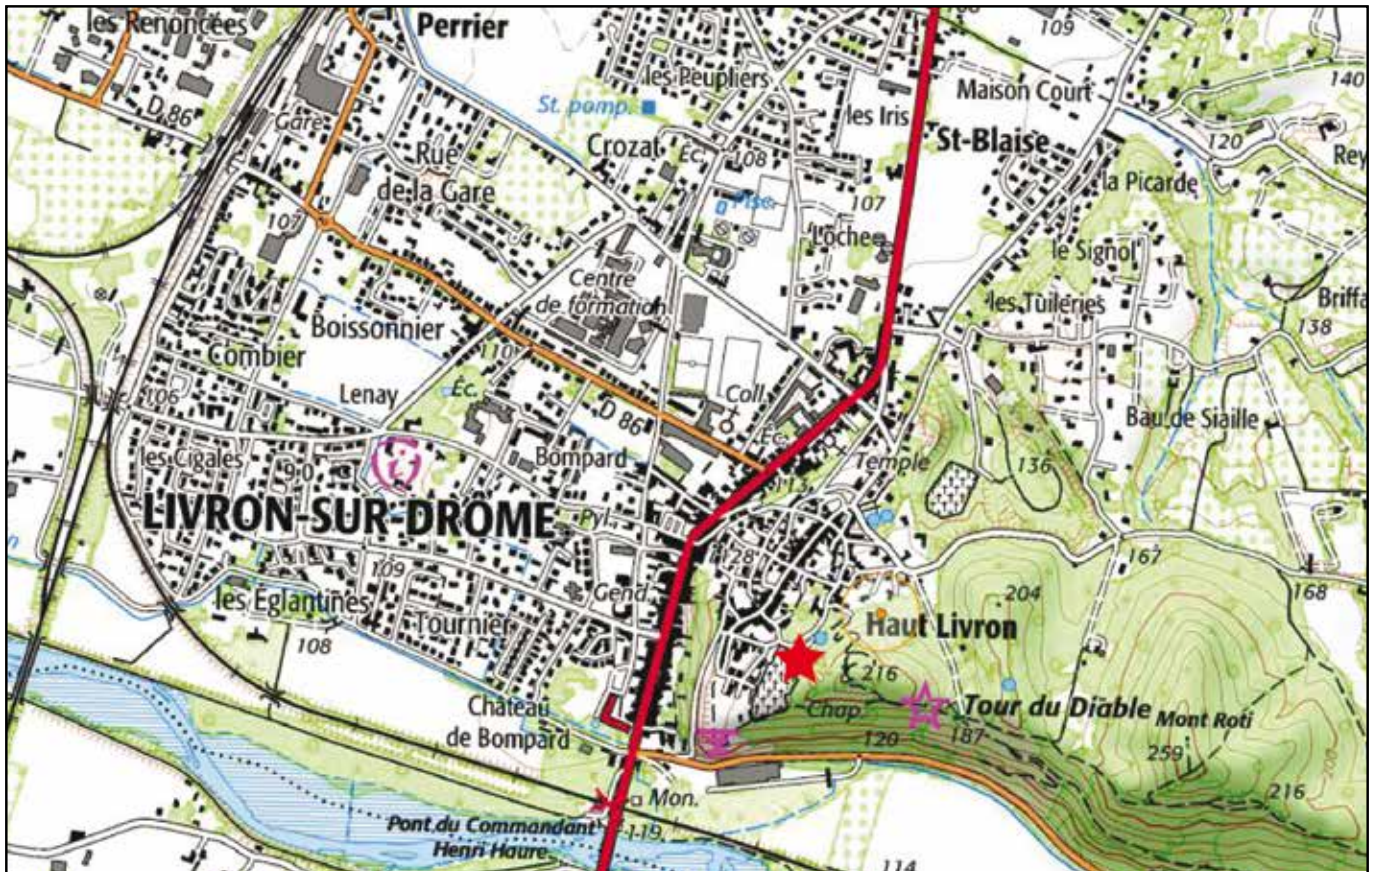 les Renoncées
Perrier
109
les Peupliers
140
Maison Court
D 86
St. pomp.
les Iris
Gare
Crozat
Éc.
108
St-Blaise
120
Rey
Rue
de la Gare
la Picarde
Pisc.
107
107
Loche
le Signol
Centre
de formation
les Tuileries
Briffa
Boissonnier
138
Combier
110
Lenay
Éc.
Coll.
106
D 86
Bau de Siaille
Éc.
les Cigales
90
Bompard
Temple
136
113
LIVRON-SUR-DRÔME
Pyl.
128
167
109
168
les Églantines
Gend.
204
Tournier
Haut Livron
108
216
Château
de Bompard
Chap.
Tour du Diable
Mont Roti
120
187
259
200
216
Mon.
Pont du Commandant
Henri Faure
119
114